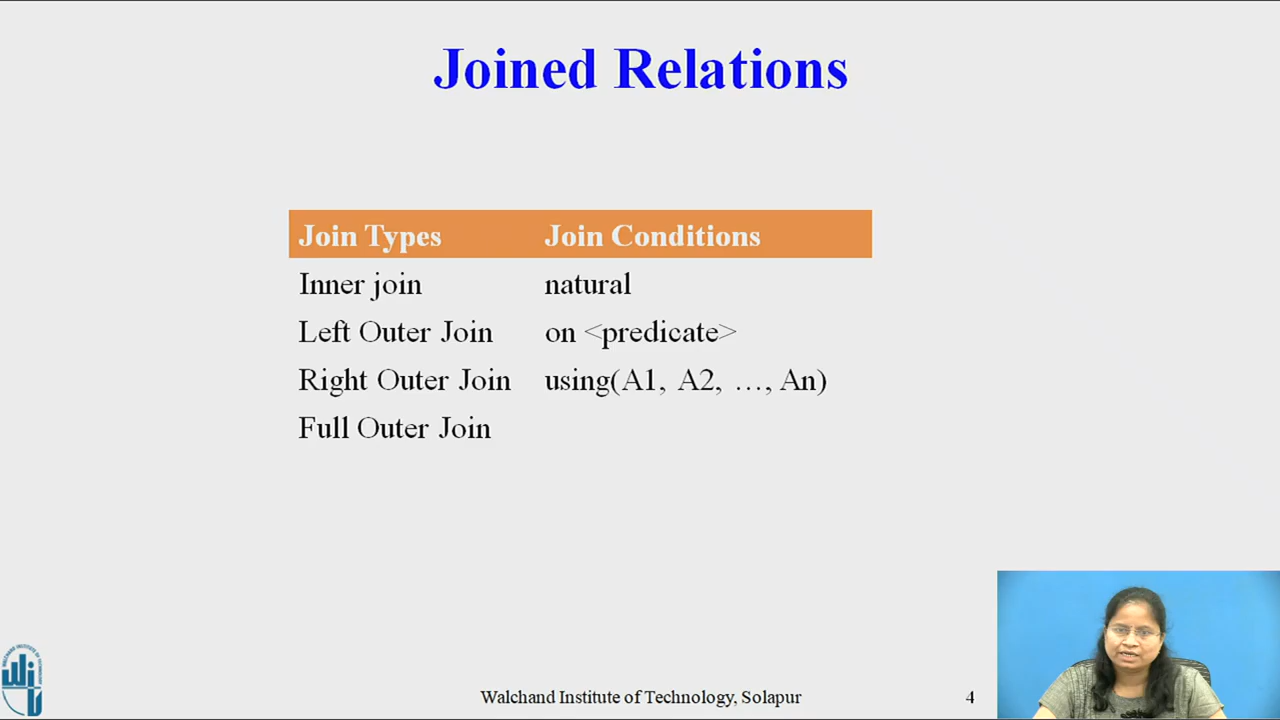 Joined Relations
Join Types Join Conditions
Inner join natural
Left Outer Join on <predicate>
Right Outer Join using(A1, A2, …, An)
Full Outer Join
Walchand Institute of Technology, Solapur 4